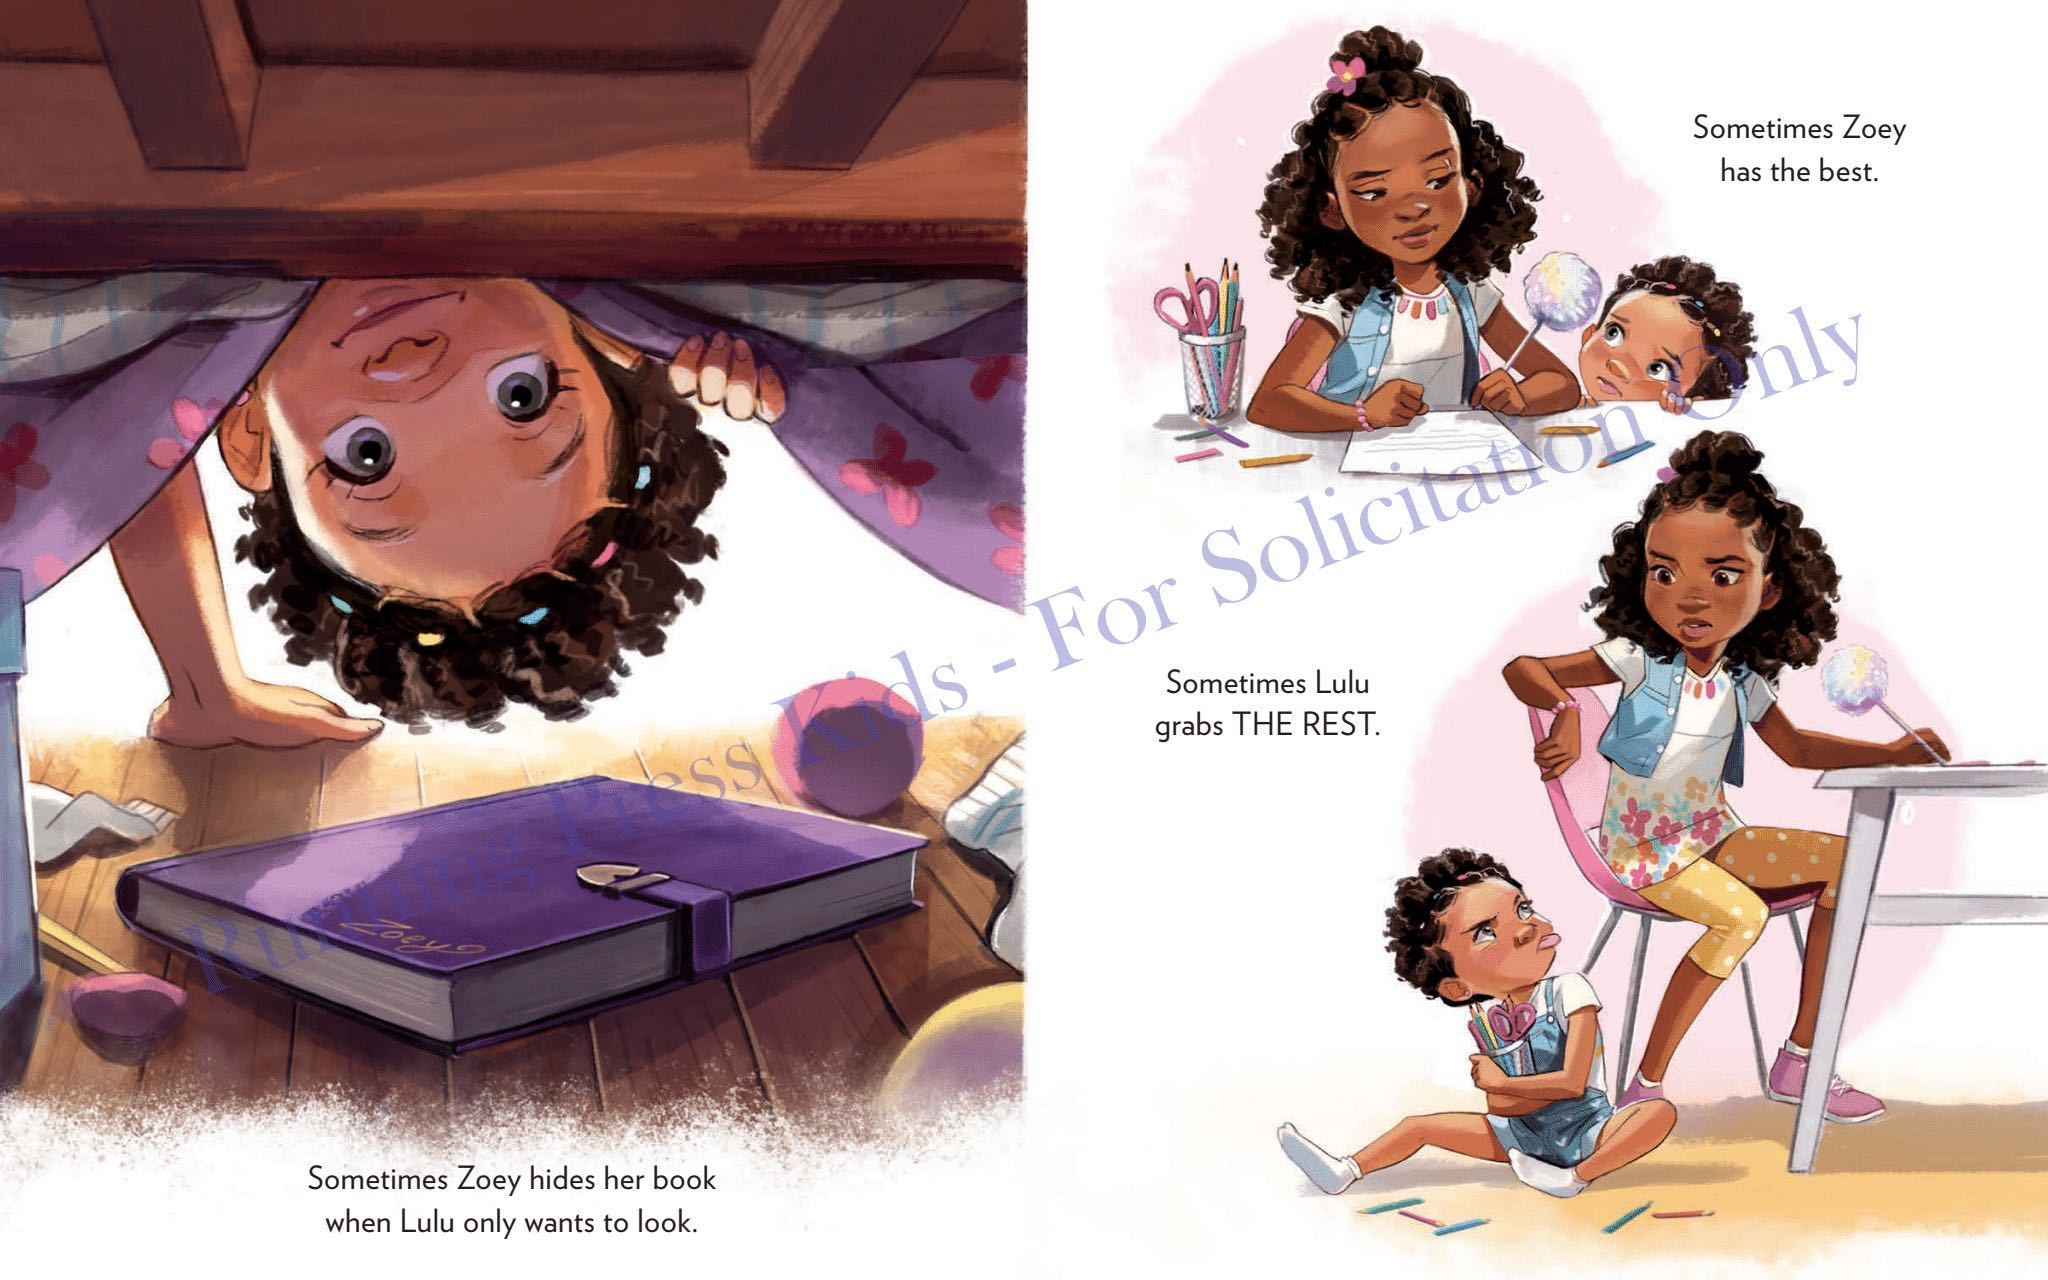 Sometimes Zoey hides her book
when Lulu only wants to look.
Sometimes Zoey
has the best.
Sometimes Lulu
grabs THE REST.
Zoey
Running Press Kids - For Solicitation Only